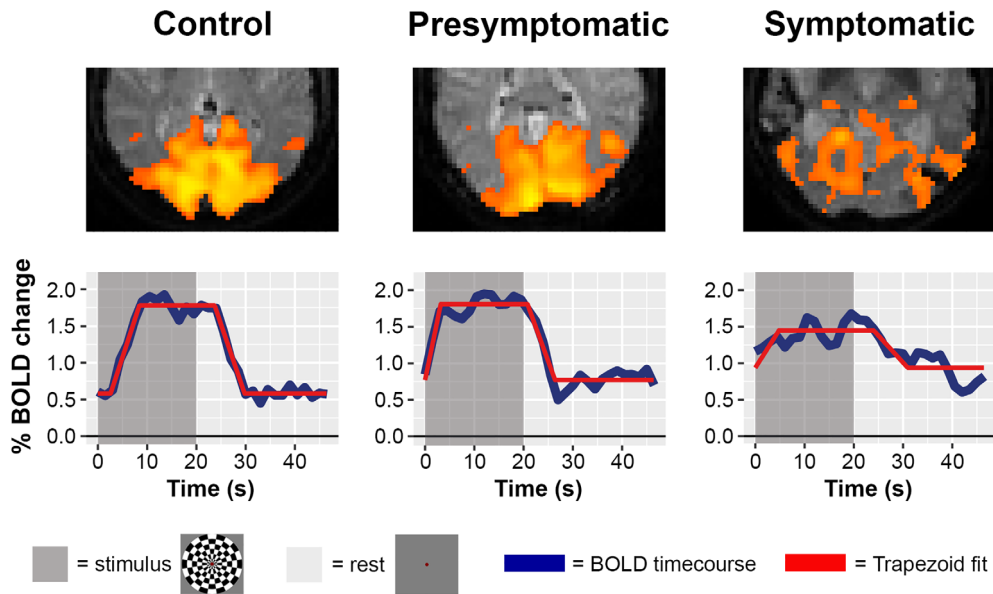 Control Presymptomatic Symptomatic
% BOLD change
2.0 2.0 2.0
1.5 1.5 1.5
1.0 1.0 1.0
0.5 0.5 0.5
0.0 0.0 0.0
0 10 20 30 40 0 10 20 30 40 0 10 20 30 40
Time (s) Time (s) Time (s)
= stimulus = rest = BOLD timecourse = Trapezoid fit